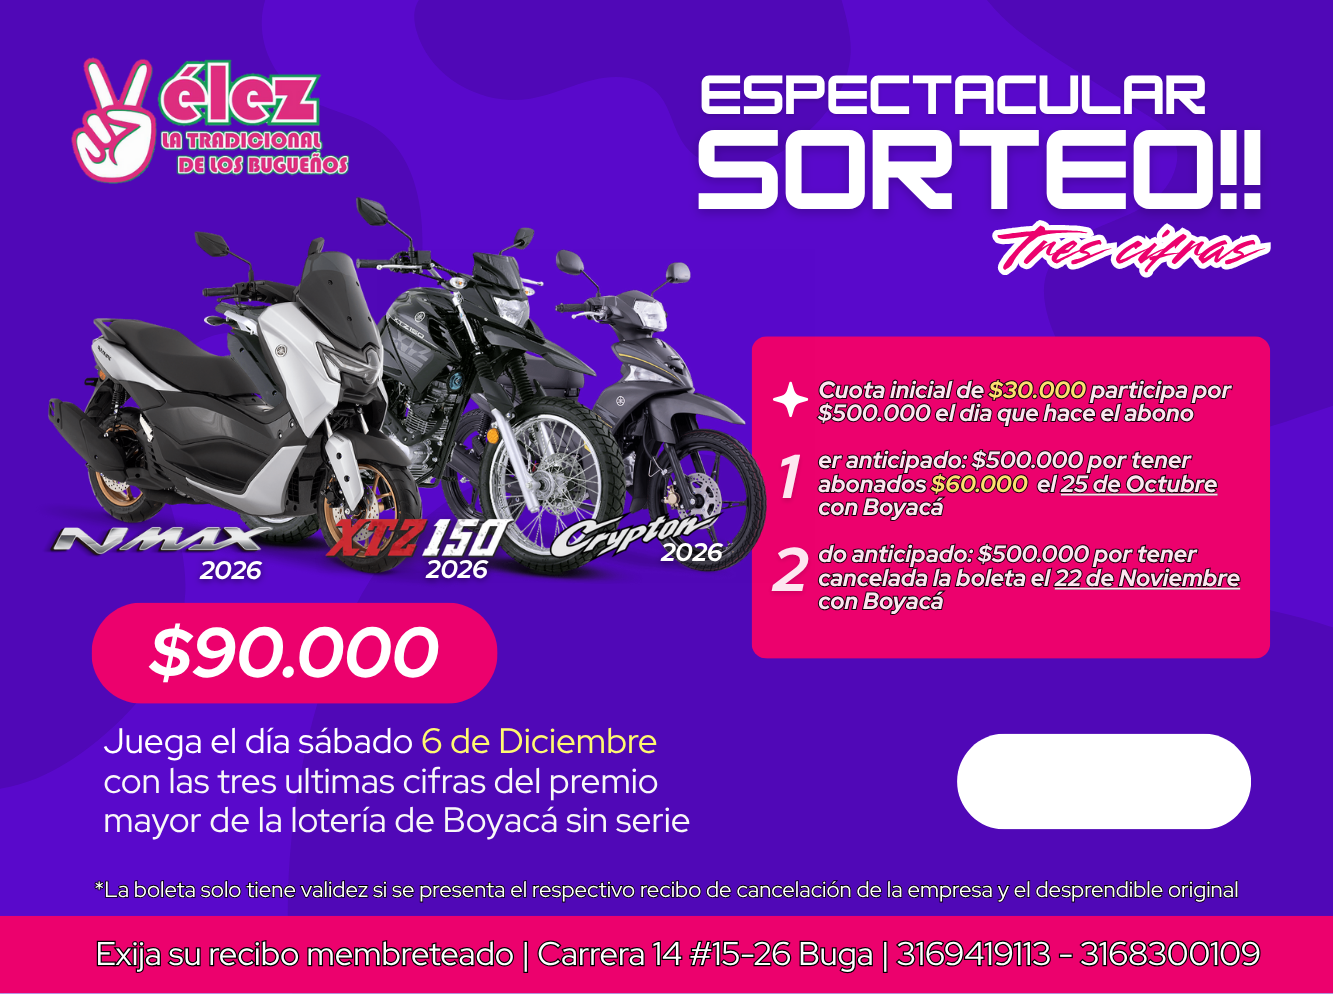 Vélez
LA TRADICIONAL
DE LOS BUGUEÑOS
ESPECTACULAR
SORTEO!!
Tres cifras
Cuota inicial de $30.000 participa por
$500.000 el dia que hace el abono
1 er anticipado: $500.000 por tener
abonados $60.000 el 25 de Octubre
con Boyacá
2 do anticipado: $500.000 por tener
cancelada la boleta el 22 de Noviembre
con Boyacá
XTZ150
NMAX
2026
XTZ 150
2026
Crypton
2026
$90.000
Juega el día sábado 6 de Diciembre
con las tres ultimas cifras del premio
mayor de la lotería de Boyacá sin serie
*La boleta solo tiene validez si se presenta el respectivo recibo de cancelación de la empresa y el desprendible original
Exija su recibo membreteado | Carrera 14 #15-26 Buga | 3169419113 - 3168300109